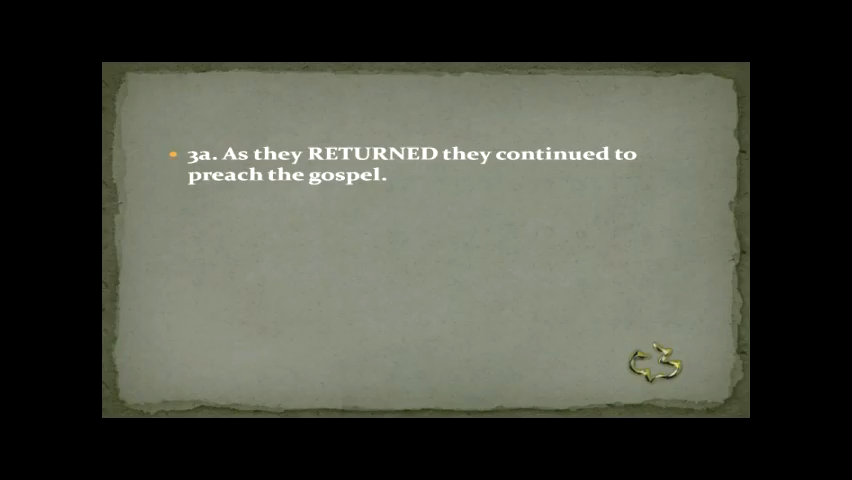 • 3a. As they RETURNED they continued to
preach the gospel.